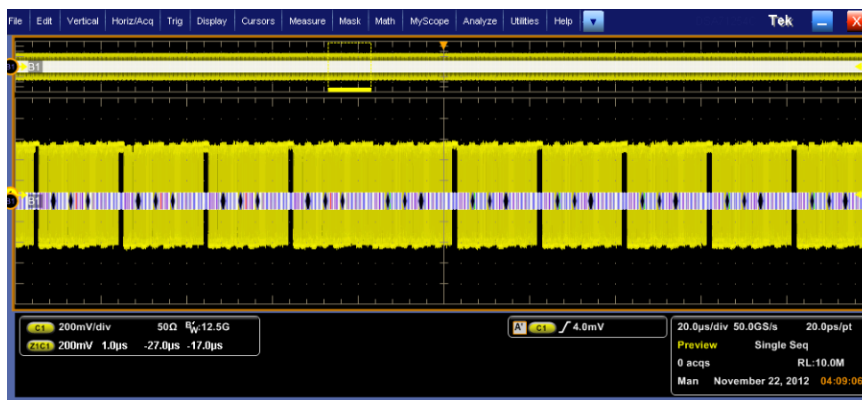 File Edit Vertical Horiz/Acq Trig Display Cursors Measure Mask Math MyScope Analyze Utilities Help Tek
B1 B1
B1 B1
C1 200mV/div 50Ω BW:12.5G
Z1C1 200mV 1.0µs -27.0µs -17.0µs
A' C1 4.0mV
20.0µs/div 50.0GS/s 20.0ps/pt
Preview Single Seq
0 acqs RL:10.0M
Man November 22, 2012 04:09:06